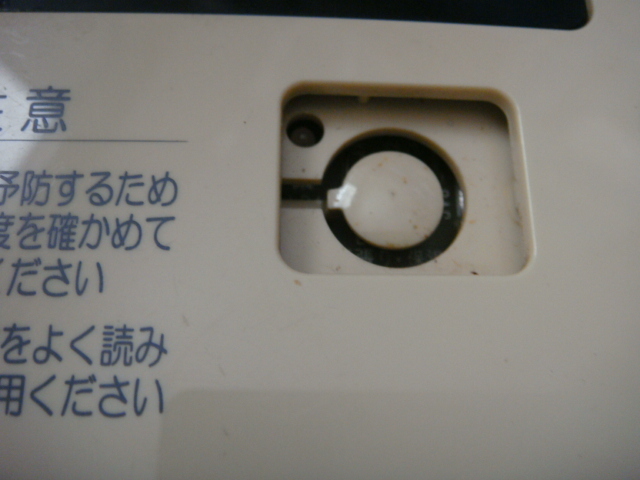 意
予防するため
度を確かめて
ください
をよく読み
用ください